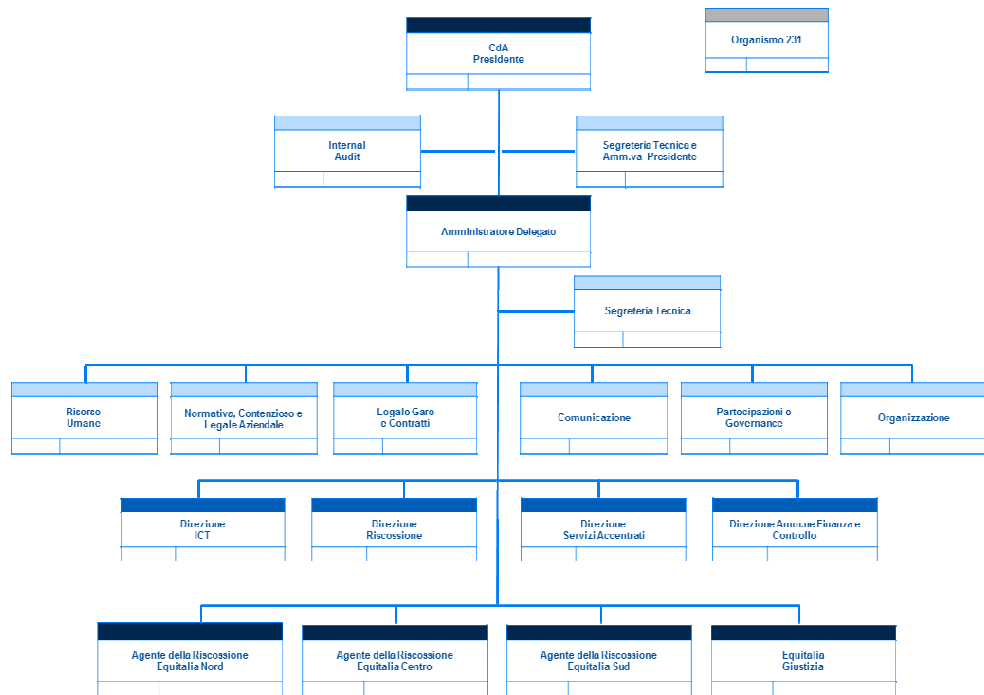 CdA
Presidente
Organismo 231
Internal
Audit
Segreteria Tecnica e
Amm.va Presidente
Amministratore Delegato
Segreteria Tecnica
Risorse
Umane
Normativa, Contenzioso e
Legale Aziendale
Legale Gare
e Contratti
Comunicazione
Partecipazioni e
Governance
Organizzazione
Direzione
ICT
Direzione
Riscossione
Direzione
Servizi Accentrati
Direzione Amm.ne Finanza e
Controllo
Agente della Riscossione
Equitalia Nord
Agente della Riscossione
Equitalia Centro
Agente della Riscossione
Equitalia Sud
Equitalia
Giustizia